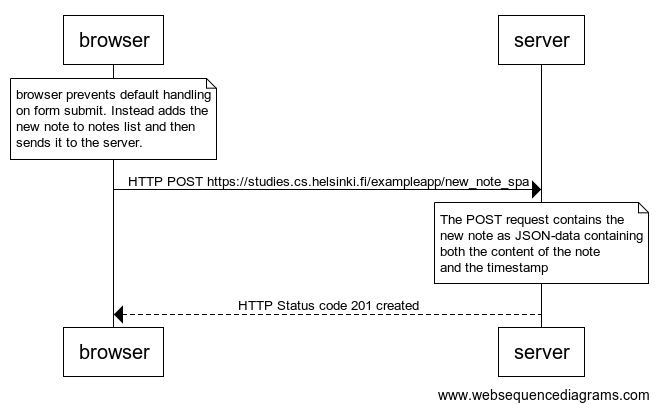 browser
server
browser prevents default handling
on form submit. Instead adds the
new note to notes list and then
sends it to the server.
HTTP POST https://studies.cs.helsinki.fi/exampleapp/new_note_spa
The POST request contains the
new note as JSON-data containing
both the content of the note
and the timestamp
HTTP Status code 201 created
browser
server
www.websequencediagrams.com